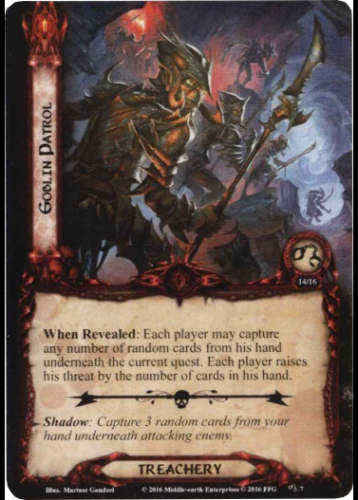 GOBLIN PATROL
14/16
When Revealed: Each player may capture
any number of random cards from his hand
underneath the current quest. Each player raises
his threat by the number of cards in his hand.
Shadow: Capture 3 random cards from your
hand underneath attacking enemy.
TREACHERY
Illus. Mariusz Gandzel © 2016 Middle-earth Enterprises © 2016 FFG 7